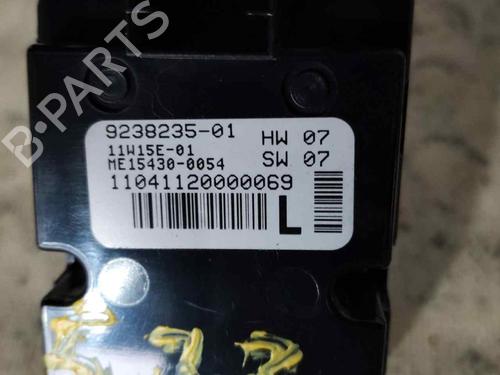 B-PARTS
9238235-01
HW 07
11W15E-01
SW 07
ME15430-0054
11041120000069
L